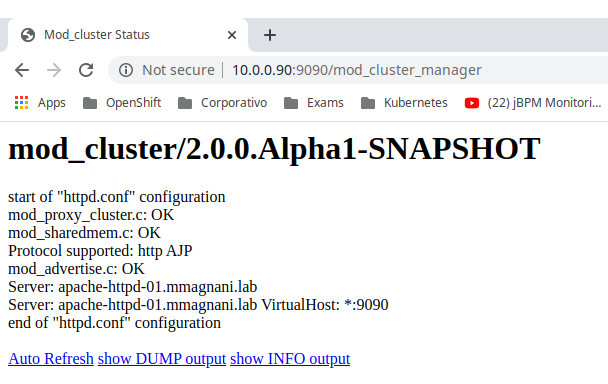 Mod_cluster Status
Not secure | 10.0.0.90:9090/mod_cluster_manager
Apps OpenShift Corporativo Exams Kubernetes (22) jBPM Monitori...
mod_cluster/2.0.0.Alpha1-SNAPSHOT
start of "httpd.conf" configuration
mod_proxy_cluster.c: OK
mod_sharedmem.c: OK
Protocol supported: http AJP
mod_advertise.c: OK
Server: apache-httpd-01.mmagnani.lab
Server: apache-httpd-01.mmagnani.lab VirtualHost: *:9090
end of "httpd.conf" configuration
Auto Refresh show DUMP output show INFO output